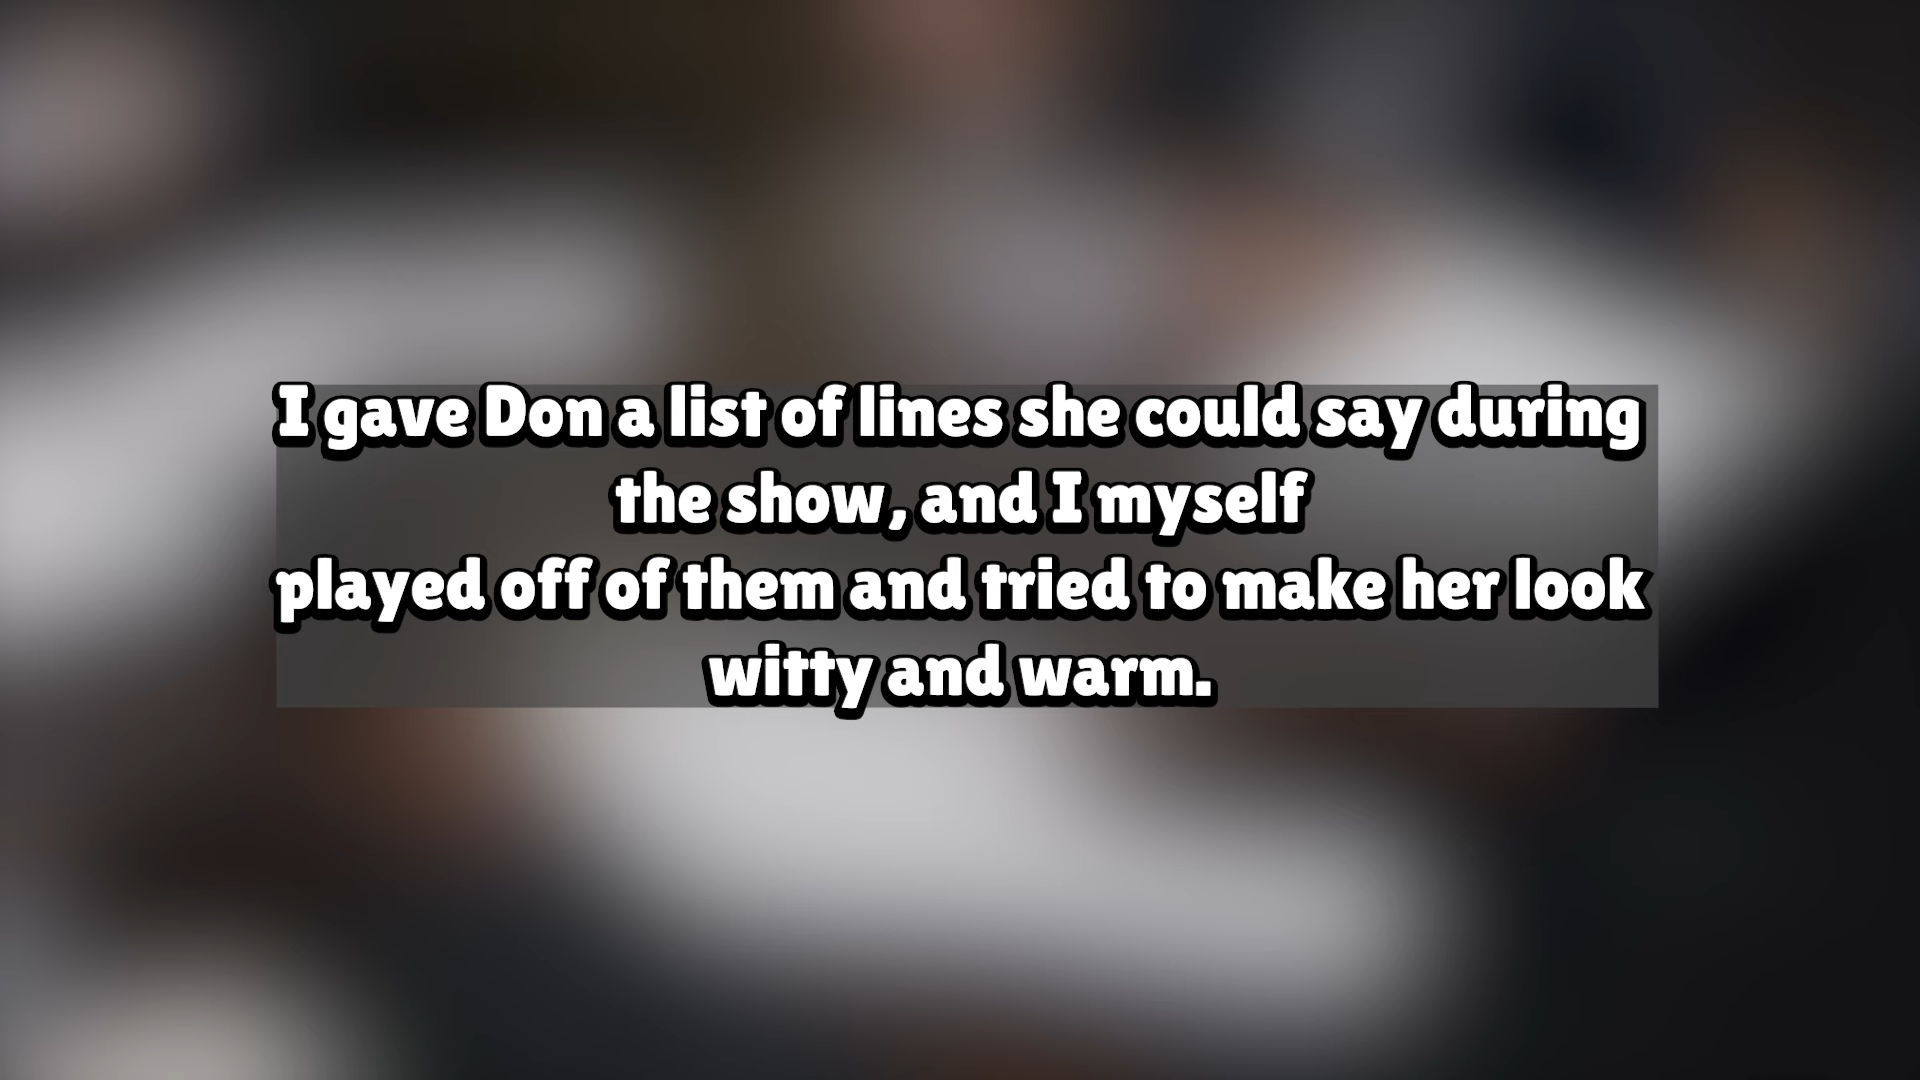 I gave Don a list of lines she could say during
the show, and I myself
played off of them and tried to make her look
witty and warm.